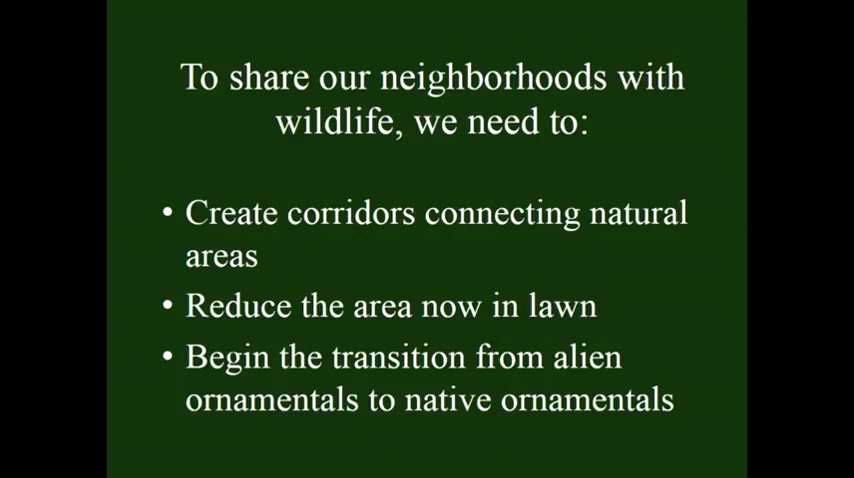 To share our neighborhoods with
wildlife, we need to:
• Create corridors connecting natural
areas
• Reduce the area now in lawn
• Begin the transition from alien
ornamentals to native ornamentals